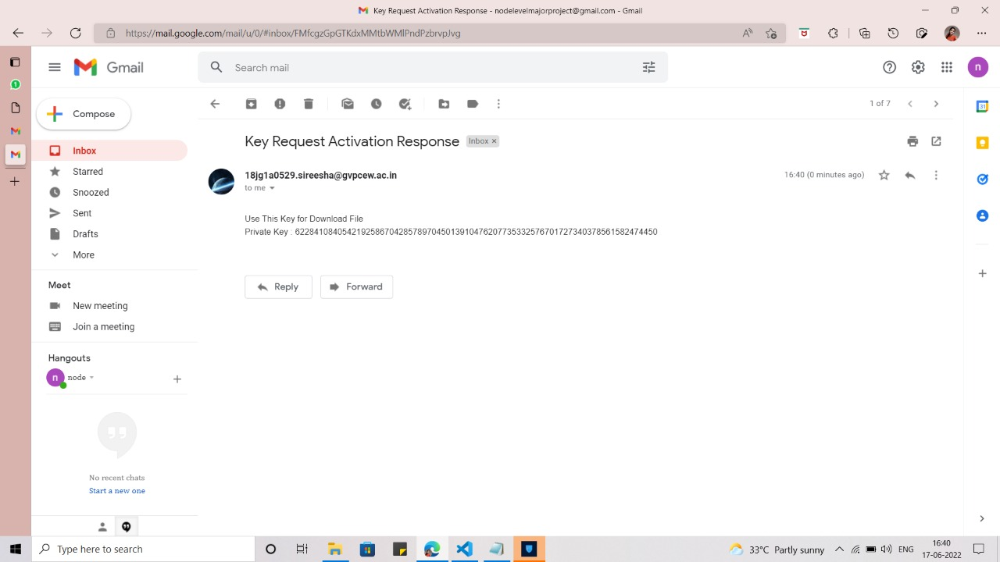 Key Request Activation Response - nodelevelmajorproject@gmail.com - Gmail
https://mail.google.com/mail/u/0/#inbox/FMfcgzGpGTKdxMMtbWMlPndPzbrvpJvg
Gmail
Search mail
Compose
1 of 7
Inbox
Starred
Snoozed
Sent
Drafts
More
Key Request Activation Response Inbox ×
18jg1a0529.sireesha@gvpcew.ac.in 16:40 (0 minutes ago)
to me
Use This Key for Download File
Private Key : 62284108405421925867042857897045013910476207735332576701727340378561582474450
Reply Forward
Meet
New meeting
Join a meeting
Hangouts
n node
No recent chats
Start a new one
Type here to search
33°C Partly sunny
ENG
16:40
17-06-2022